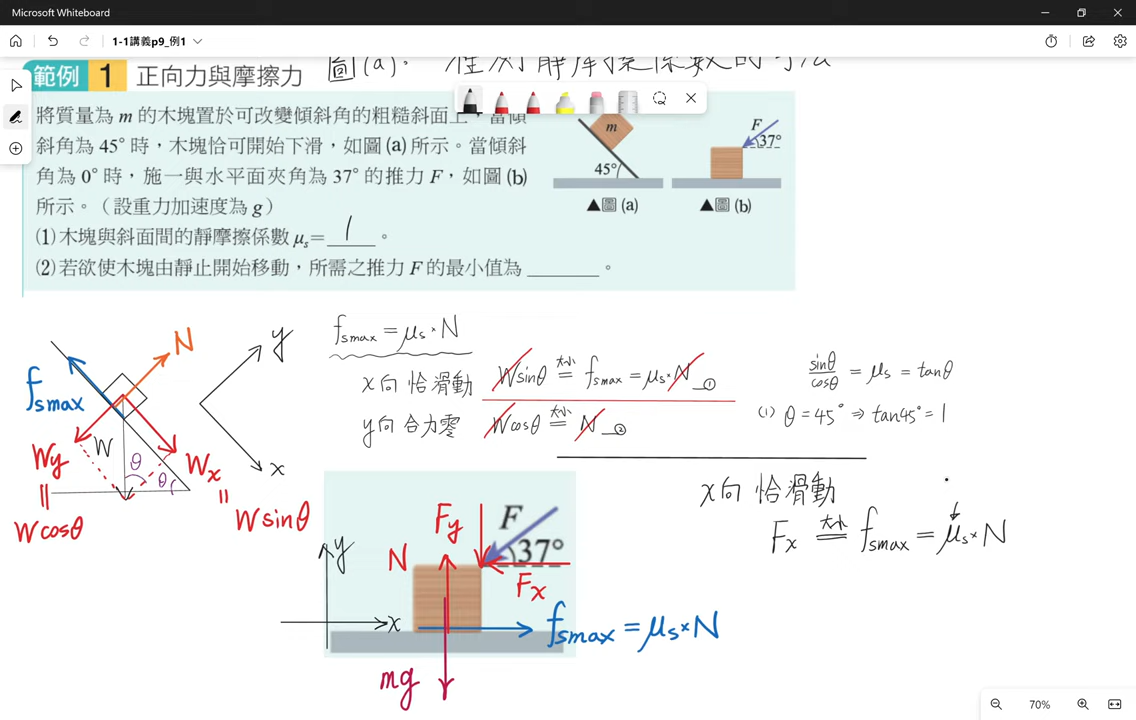 Microsoft Whiteboard
1-1講義p9_例1
範例 1 正向力與摩擦力 圖(a):
將質量為 m 的木塊置於可改變傾斜角的粗糙斜面上，當傾
斜角為 45° 時，木塊恰可開始下滑，如圖(a)所示。當傾斜
角為 0° 時，施一與水平面夾角為 37° 的推力 F，如圖(b)
所示。（設重力加速度為 g）
(1)木塊與斜面間的靜摩擦係數 μs= 1 。
(2)若欲使木塊由靜止開始移動，所需之推力 F 的最小值為 ______ 。
m
45°
▲圖(a)
F
37°
▲圖(b)
fsmax = μs × N
x向 恰滑動 Wsinθ 大小= fsmax = μs × N —①
y向 合力零 Wcosθ 大小= N —②
sinθ/cosθ = μs = tanθ
(1) θ = 45° ⇒ tan45° = 1
N
y
fsmax
Wy
W
θ
θ
Wx
x
=
Wcosθ
=
Wsinθ
x向 恰滑動
Fx 大小= fsmax = μs × N
Fy
F
37°
y
N
Fx
x
fsmax = μs × N
mg
70%